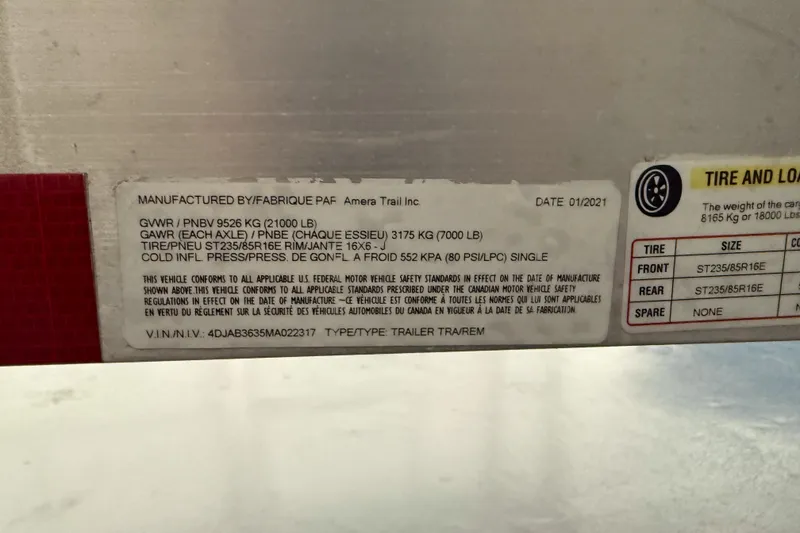 MANUFACTURED BY/FABRIQUE PAR Amera Trail Inc. DATE 01/2021
GVWR / PNBV 9526 KG (21000 LB)
GAWR (EACH AXLE) / PNBE (CHAQUE ESSIEU) 3175 KG (7000 LB)
TIRE/PNEU ST235/85R16E RIM/JANTE 16X6 - J
COLD INFL. PRESS/PRESS. DE GONFL. A FROID 552 KPA (80 PSI/LPC) SINGLE
THIS VEHICLE CONFORMS TO ALL APPLICABLE U.S. FEDERAL MOTOR VEHICLE SAFETY STANDARDS IN EFFECT ON THE DATE OF MANUFACTURE
SHOWN ABOVE.THIS VEHICLE CONFORMS TO ALL APPLICABLE STANDARDS PRESCRIBED UNDER THE CANADIAN MOTOR VEHICLE SAFETY
REGULATIONS IN EFFECT ON THE DATE OF MANUFACTURE -CE VÉHICULE EST CONFORME À TOUTES LES NORMES QUI LUI SONT APPLICABLES
EN VERTU DU RÈGLEMENT SUR LA SÉCURITÉ DES VÉHICULES AUTOMOBILES DU CANADA EN VIGUEUR À LA DATE DE SA FABRICATION.
V.I.N./N.I.V.: 4DJAB3635MA022317 TYPE/TYPE: TRAILER TRA/REM
TIRE AND LOA
The weight of the car
8165 Kg or 18000 Lbs
TIRE SIZE
FRONT ST235/85R16E
REAR ST235/85R16E
SPARE NONE